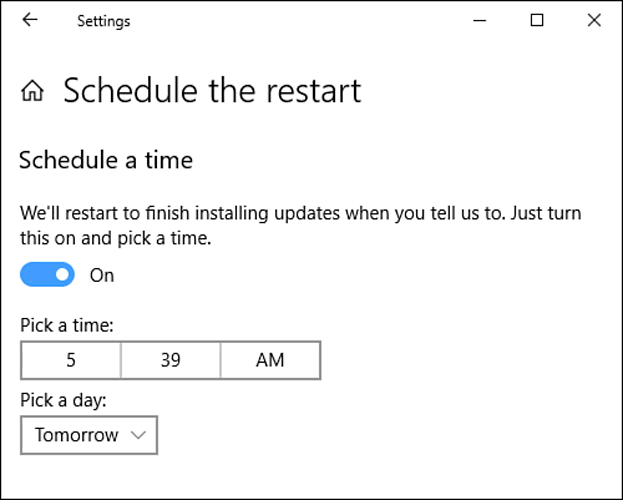 Settings
Schedule the restart
Schedule a time
We'll restart to finish installing updates when you tell us to. Just turn
this on and pick a time.
On
Pick a time:
5 39 AM
Pick a day:
Tomorrow